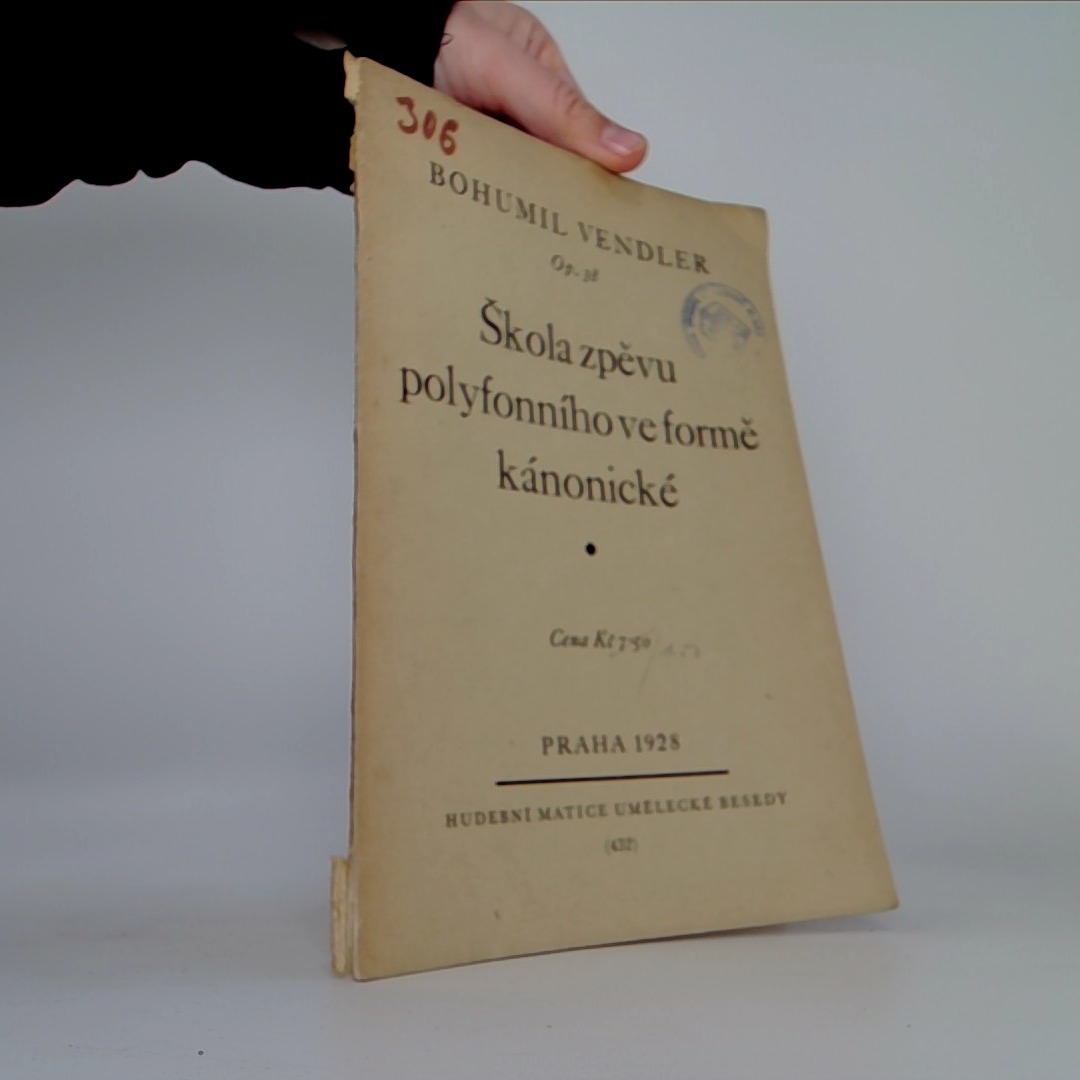 306
BOHUMIL VENDLER
Op. 38
Škola zpěvu
polyfonního ve formě
kánonické
Cena Kč 7·50
PRAHA 1928
HUDEBNÍ MATICE UMĚLECKÉ BESEDY